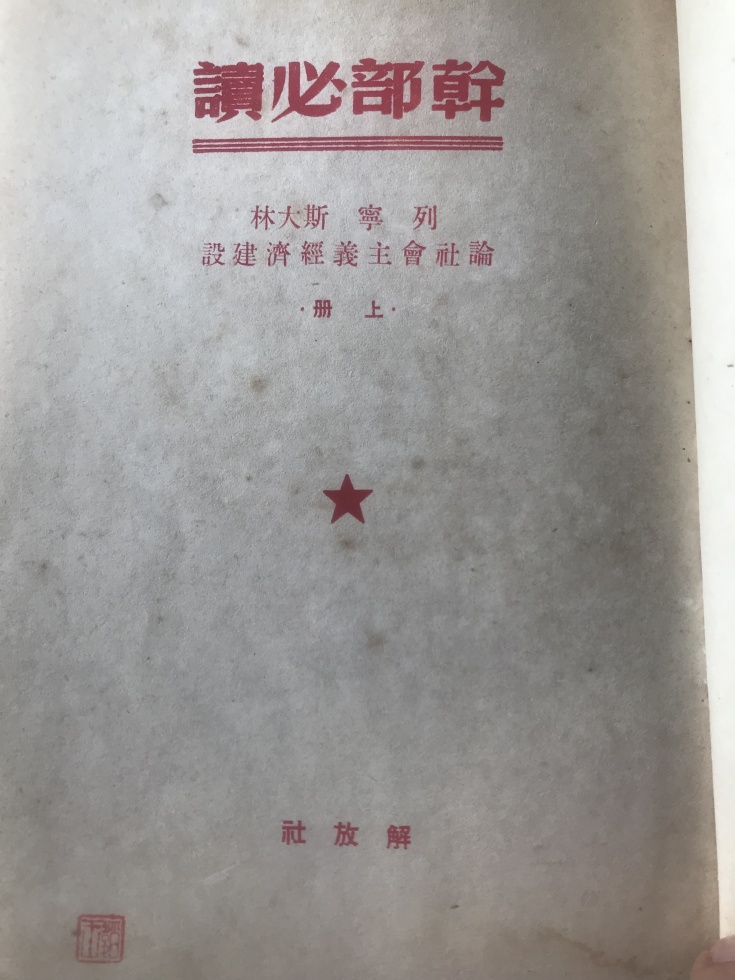 幹部必讀
列寧 斯大林
論社會主義經濟建設
·上册·
解放社